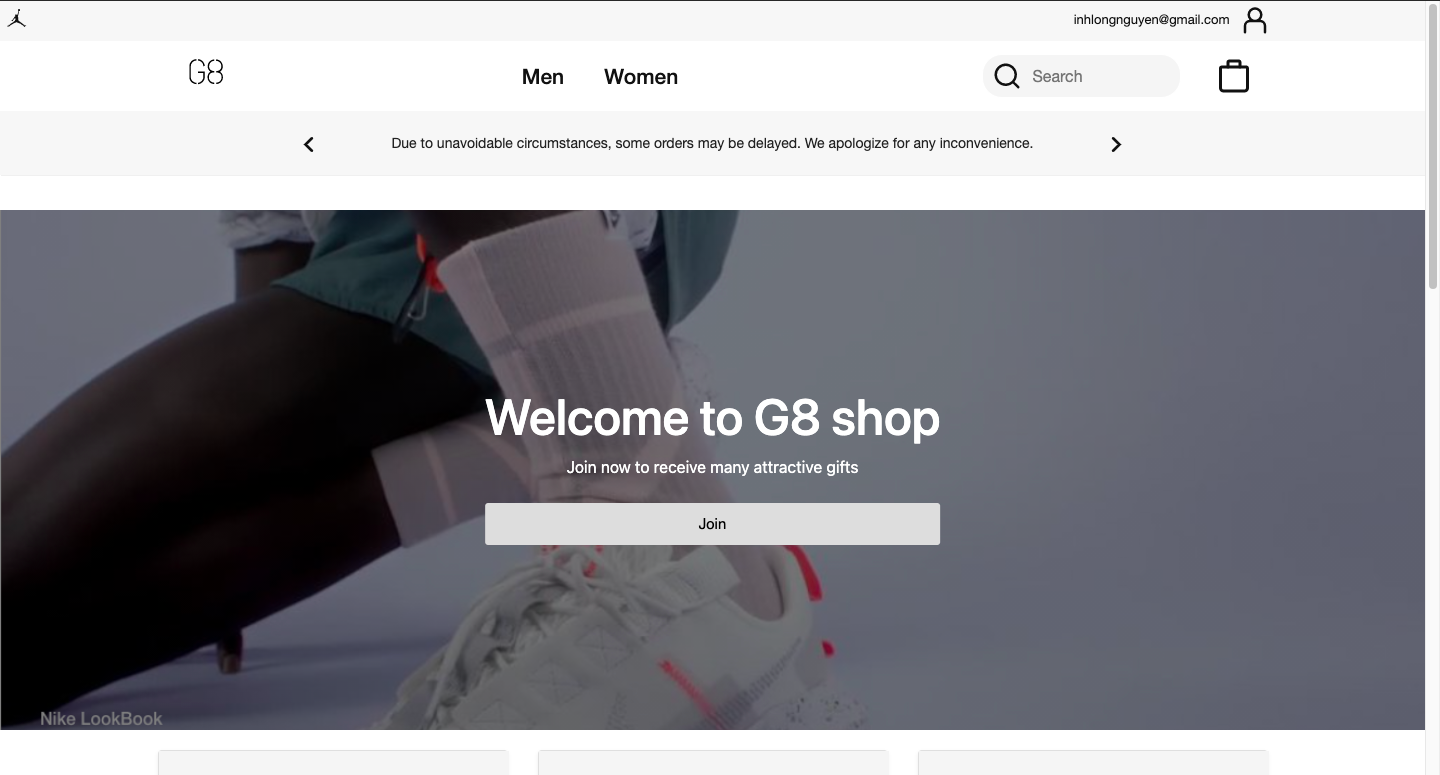 inhlongnguyen@gmail.com
G8
Men
Women
Search
Due to unavoidable circumstances, some orders may be delayed. We apologize for any inconvenience.
Welcome to G8 shop
Join now to receive many attractive gifts
Join
Nike LookBook